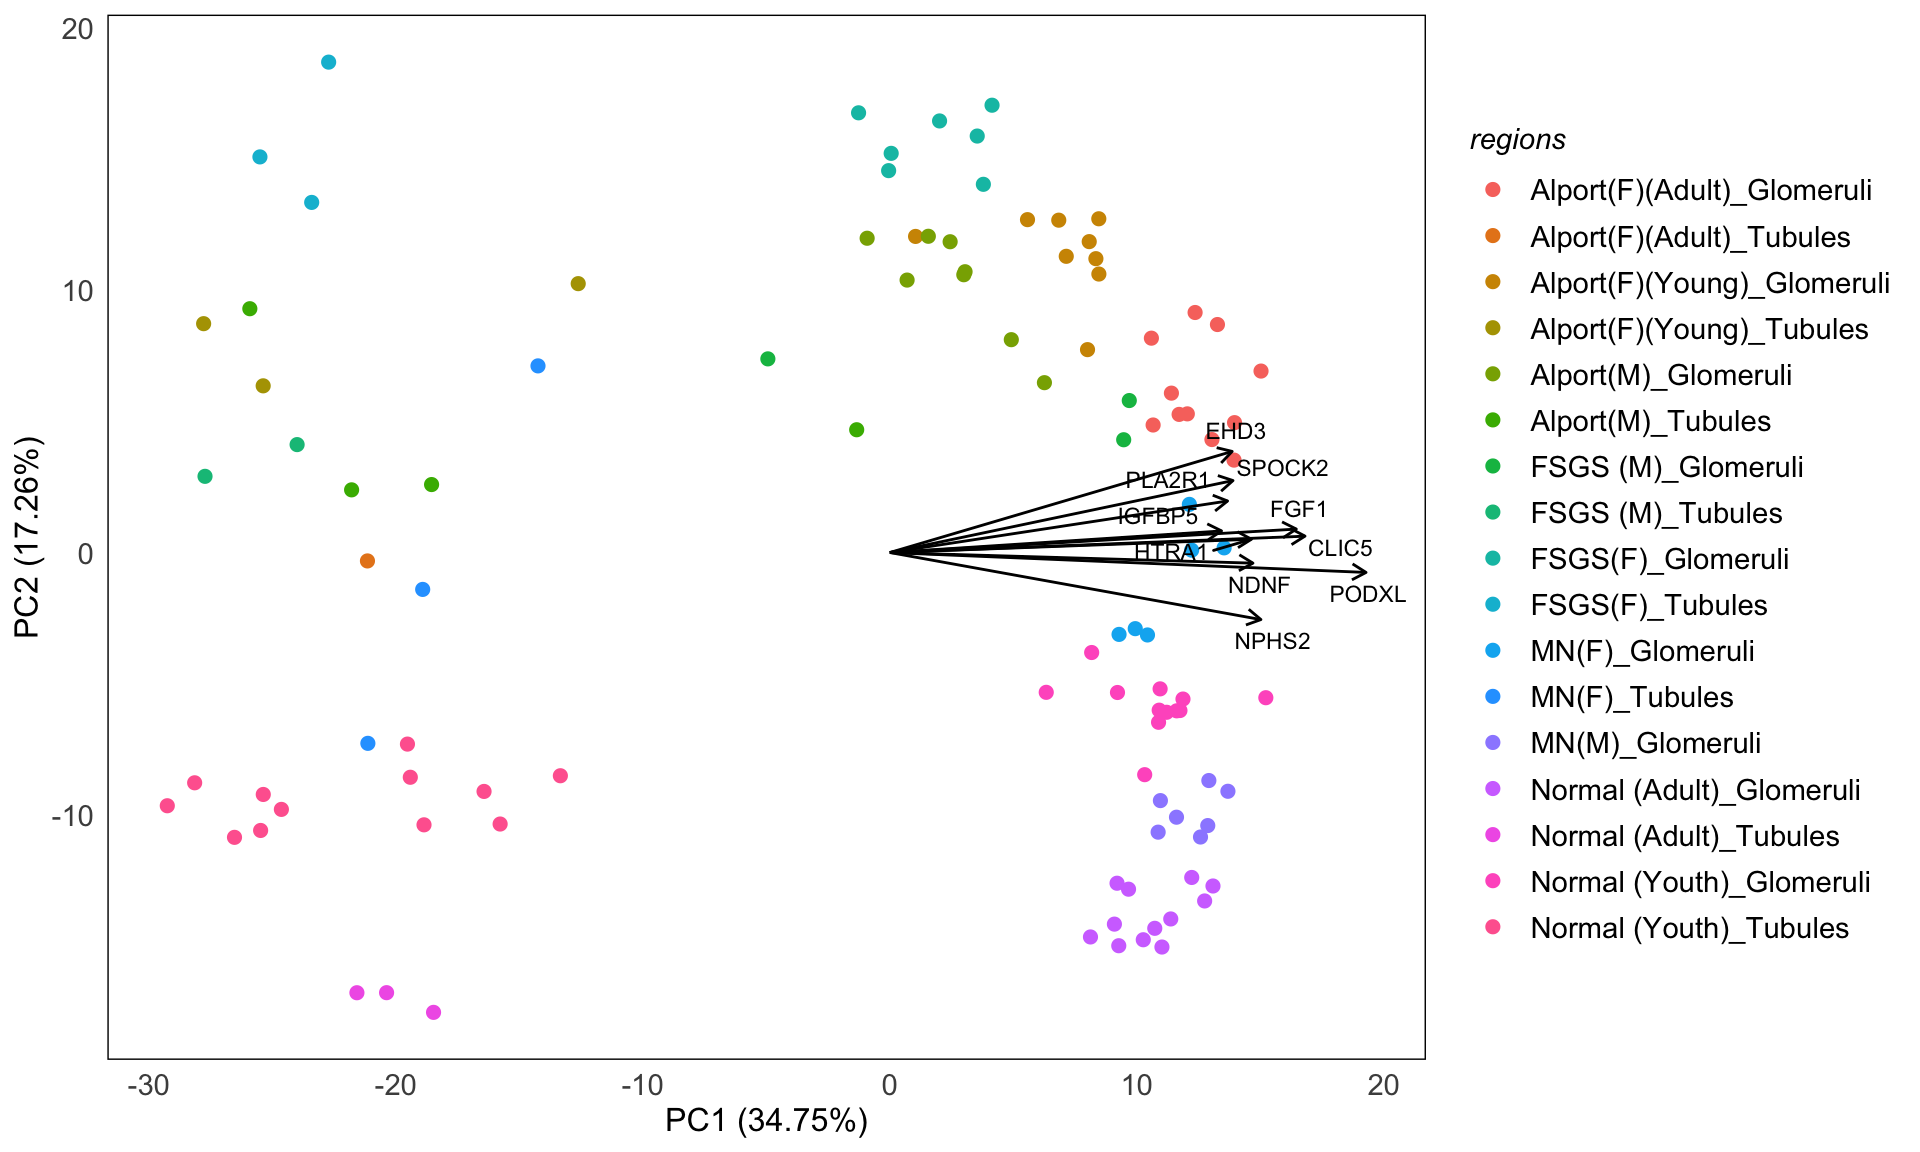 20
10
0
-10
PC2 (17.26%)
EHD3
SPOCK2
PLA2R1
FGF1
IGFBP5
CLIC5
HTRA1
NDNF
PODXL
NPHS2
-30
-20
-10
0
10
20
PC1 (34.75%)
regions
Alport(F)(Adult)_Glomeruli
Alport(F)(Adult)_Tubules
Alport(F)(Young)_Glomeruli
Alport(F)(Young)_Tubules
Alport(M)_Glomeruli
Alport(M)_Tubules
FSGS (M)_Glomeruli
FSGS (M)_Tubules
FSGS(F)_Glomeruli
FSGS(F)_Tubules
MN(F)_Glomeruli
MN(F)_Tubules
MN(M)_Glomeruli
Normal (Adult)_Glomeruli
Normal (Adult)_Tubules
Normal (Youth)_Glomeruli
Normal (Youth)_Tubules